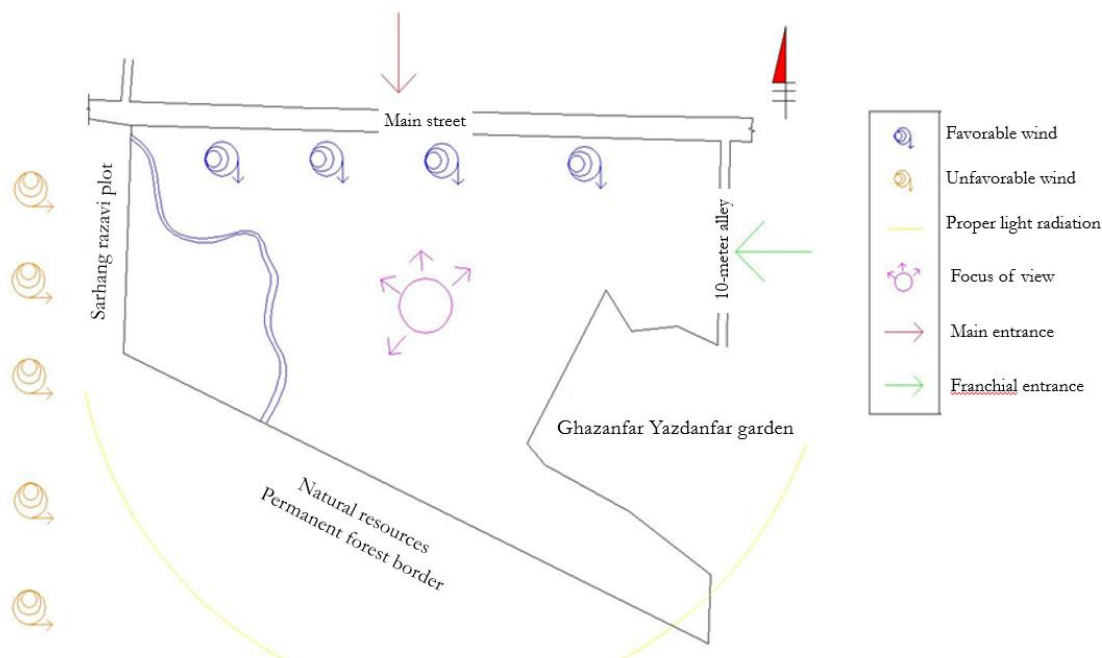 Main street
Sarhang razavi plot
10-meter alley
Ghazanfar Yazdanfar garden
Natural resources
Permanent forest border
Favorable wind
Unfavorable wind
Proper light radiation
Focus of view
Main entrance
Franchial entrance